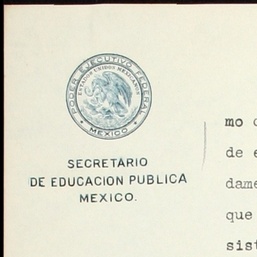 PODER EJECUTIVO FEDERAL
ESTADOS UNIDOS MEXICANOS
MEXICO
SECRETARIO
DE EDUCACION PUBLICA
MEXICO.
mo
de
dame
que
sist